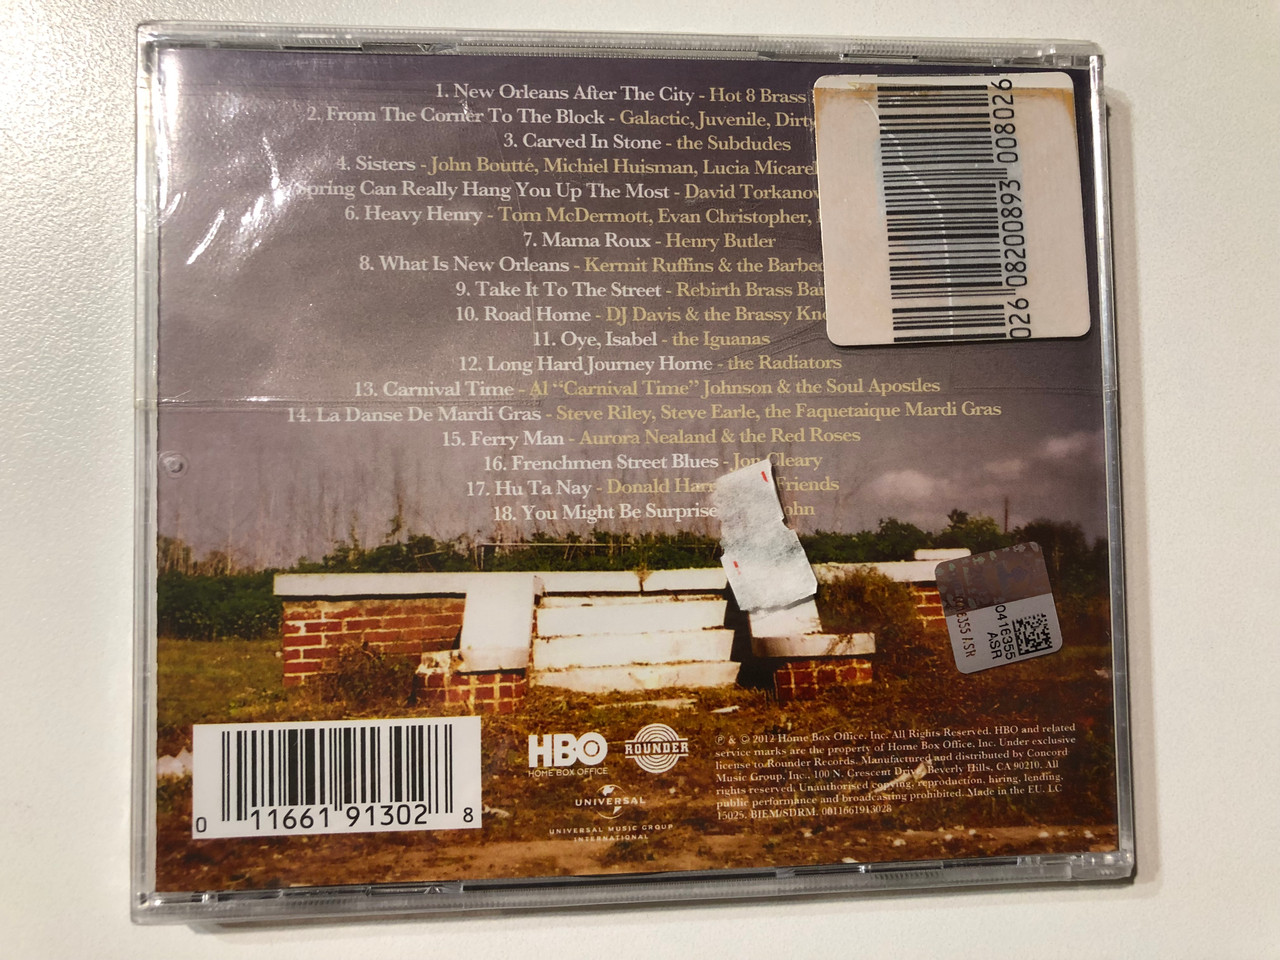 1. New Orleans After The City - Hot 8 Brass
2. From The Corner To The Block - Galactic, Juvenile, Dirty
3. Carved In Stone - the Subdudes
4. Sisters - John Boutté, Michiel Huisman, Lucia Micarel
Spring Can Really Hang You Up The Most - David Torkanov
6. Heavy Henry - Tom McDermott, Evan Christopher,
7. Mama Roux - Henry Butler
8. What Is New Orleans - Kermit Ruffins & the Barbec
9. Take It To The Street - Rebirth Brass Ban
10. Road Home - DJ Davis & the Brassy Kno
11. Oye, Isabel - the Iguanas
12. Long Hard Journey Home - the Radiators
13. Carnival Time - Al "Carnival Time" Johnson & the Soul Apostles
14. La Danse De Mardi Gras - Steve Riley, Steve Earle, the Faquetaique Mardi Gras
15. Ferry Man - Aurora Nealand & the Red Roses
16. Frenchmen Street Blues - Jon Cleary
17. Hu Ta Nay - Donald Harr Friends
18. You Might Be Surprise John
026 08200893 008026
0416355
ASR
0 11661 91302 8
HBO
HOME BOX OFFICE
ROUNDER
UNIVERSAL
UNIVERSAL MUSIC GROUP
INTERNATIONAL
℗ & © 2012 Home Box Office, Inc. All Rights Reserved. HBO and related
service marks are the property of Home Box Office, Inc. Under exclusive
license to Rounder Records. Manufactured and distributed by Concord
Music Group, Inc., 100 N. Crescent Drive, Beverly Hills, CA 90210. All
rights reserved. Unauthorised copying, reproduction, hiring, lending,
public performance and broadcasting prohibited. Made in the EU. LC
15025. BIEM/SDRM. 0011661913028